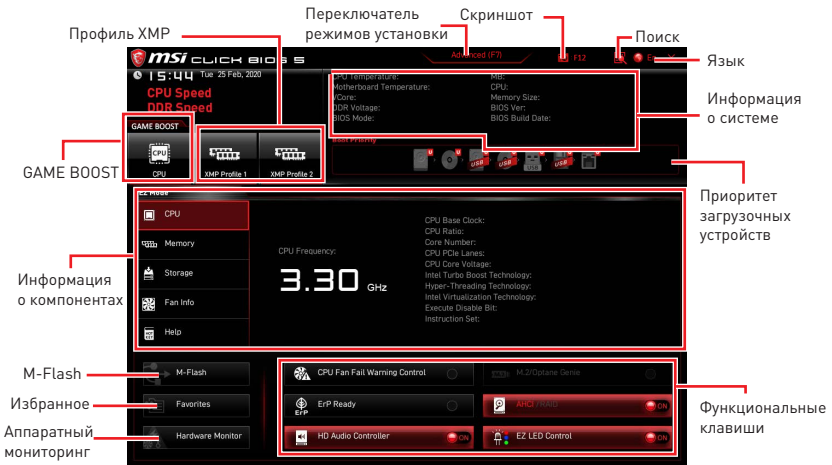 Переключатель
режимов установки
Скриншот
Профиль XMP
Поиск
Язык
Информация
о системе
GAME BOOST
Приоритет
загрузочных
устройств
Информация
о компонентах
M-Flash
Избранное
Аппаратный
мониторинг
Функциональные
клавиши
msi CLICK BIOS 5
Advanced (F7)
F12
En
X
15:44 Tue 25 Feb, 2020
CPU Speed
DDR Speed
CPU Temperature:
Motherboard Temperature:
VCore:
DDR Voltage:
BIOS Mode:
MB:
CPU:
Memory Size:
BIOS Ver:
BIOS Build Date:
GAME BOOST
CPU
CPU
XMP Profile 1
XMP Profile 2
Boot Priority
U
U
U
USB
U
USB
U
USB
U
USB
U
EZ Mode
CPU
Memory
Storage
Fan Info
Help
CPU Frequency:
3.30 GHz
CPU Base Clock:
CPU Ratio:
Core Number:
CPU PCIe Lanes:
CPU Core Voltage:
Intel Turbo Boost Technology:
Hyper-Threading Technology:
Intel Virtualization Technology:
Execute Disable Bit:
Instruction Set:
M-Flash
Favorites
Hardware Monitor
CPU Fan Fail Warning Control
M.2/Optane Genie
ErP
ErP Ready
AHCI /RAID
ON
HD Audio Controller
ON
EZ LED Control
ON